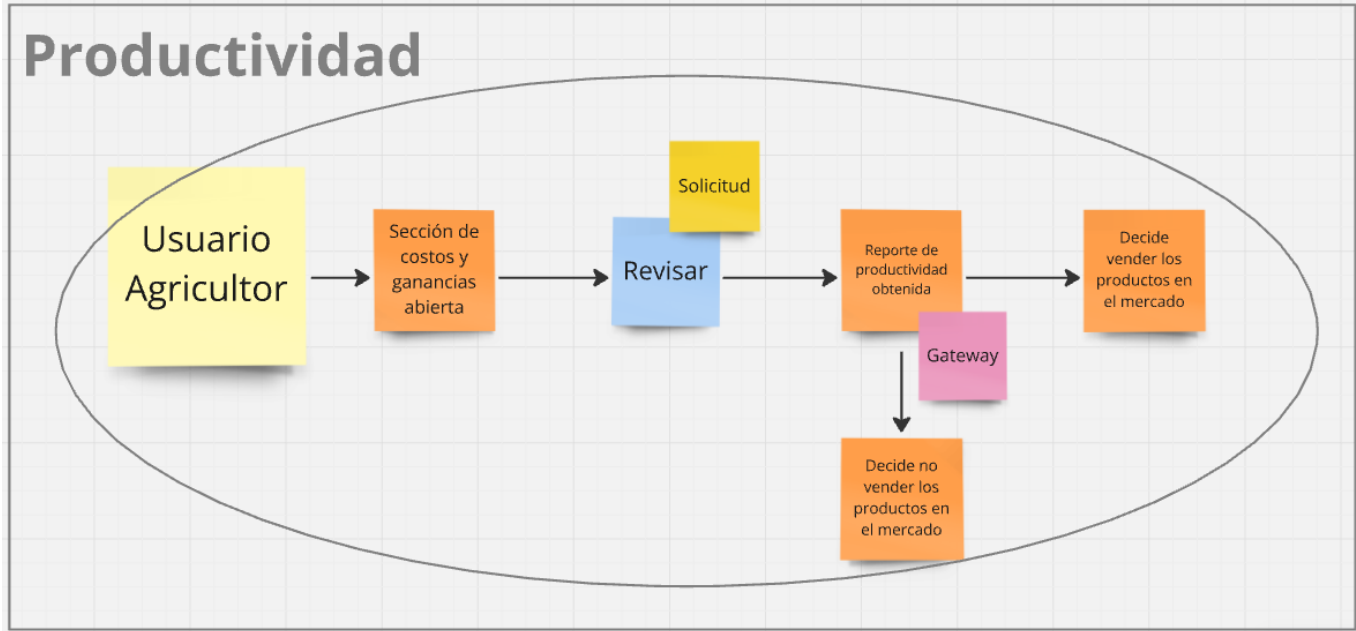 Productividad
Usuario
Agricultor
Sección de
costos y
ganancias
abierta
Solicitud
Revisar
Reporte de
productividad
obtenida
Gateway
Decide
vender los
productos en
el mercado
Decide no
vender los
productos en
el mercado